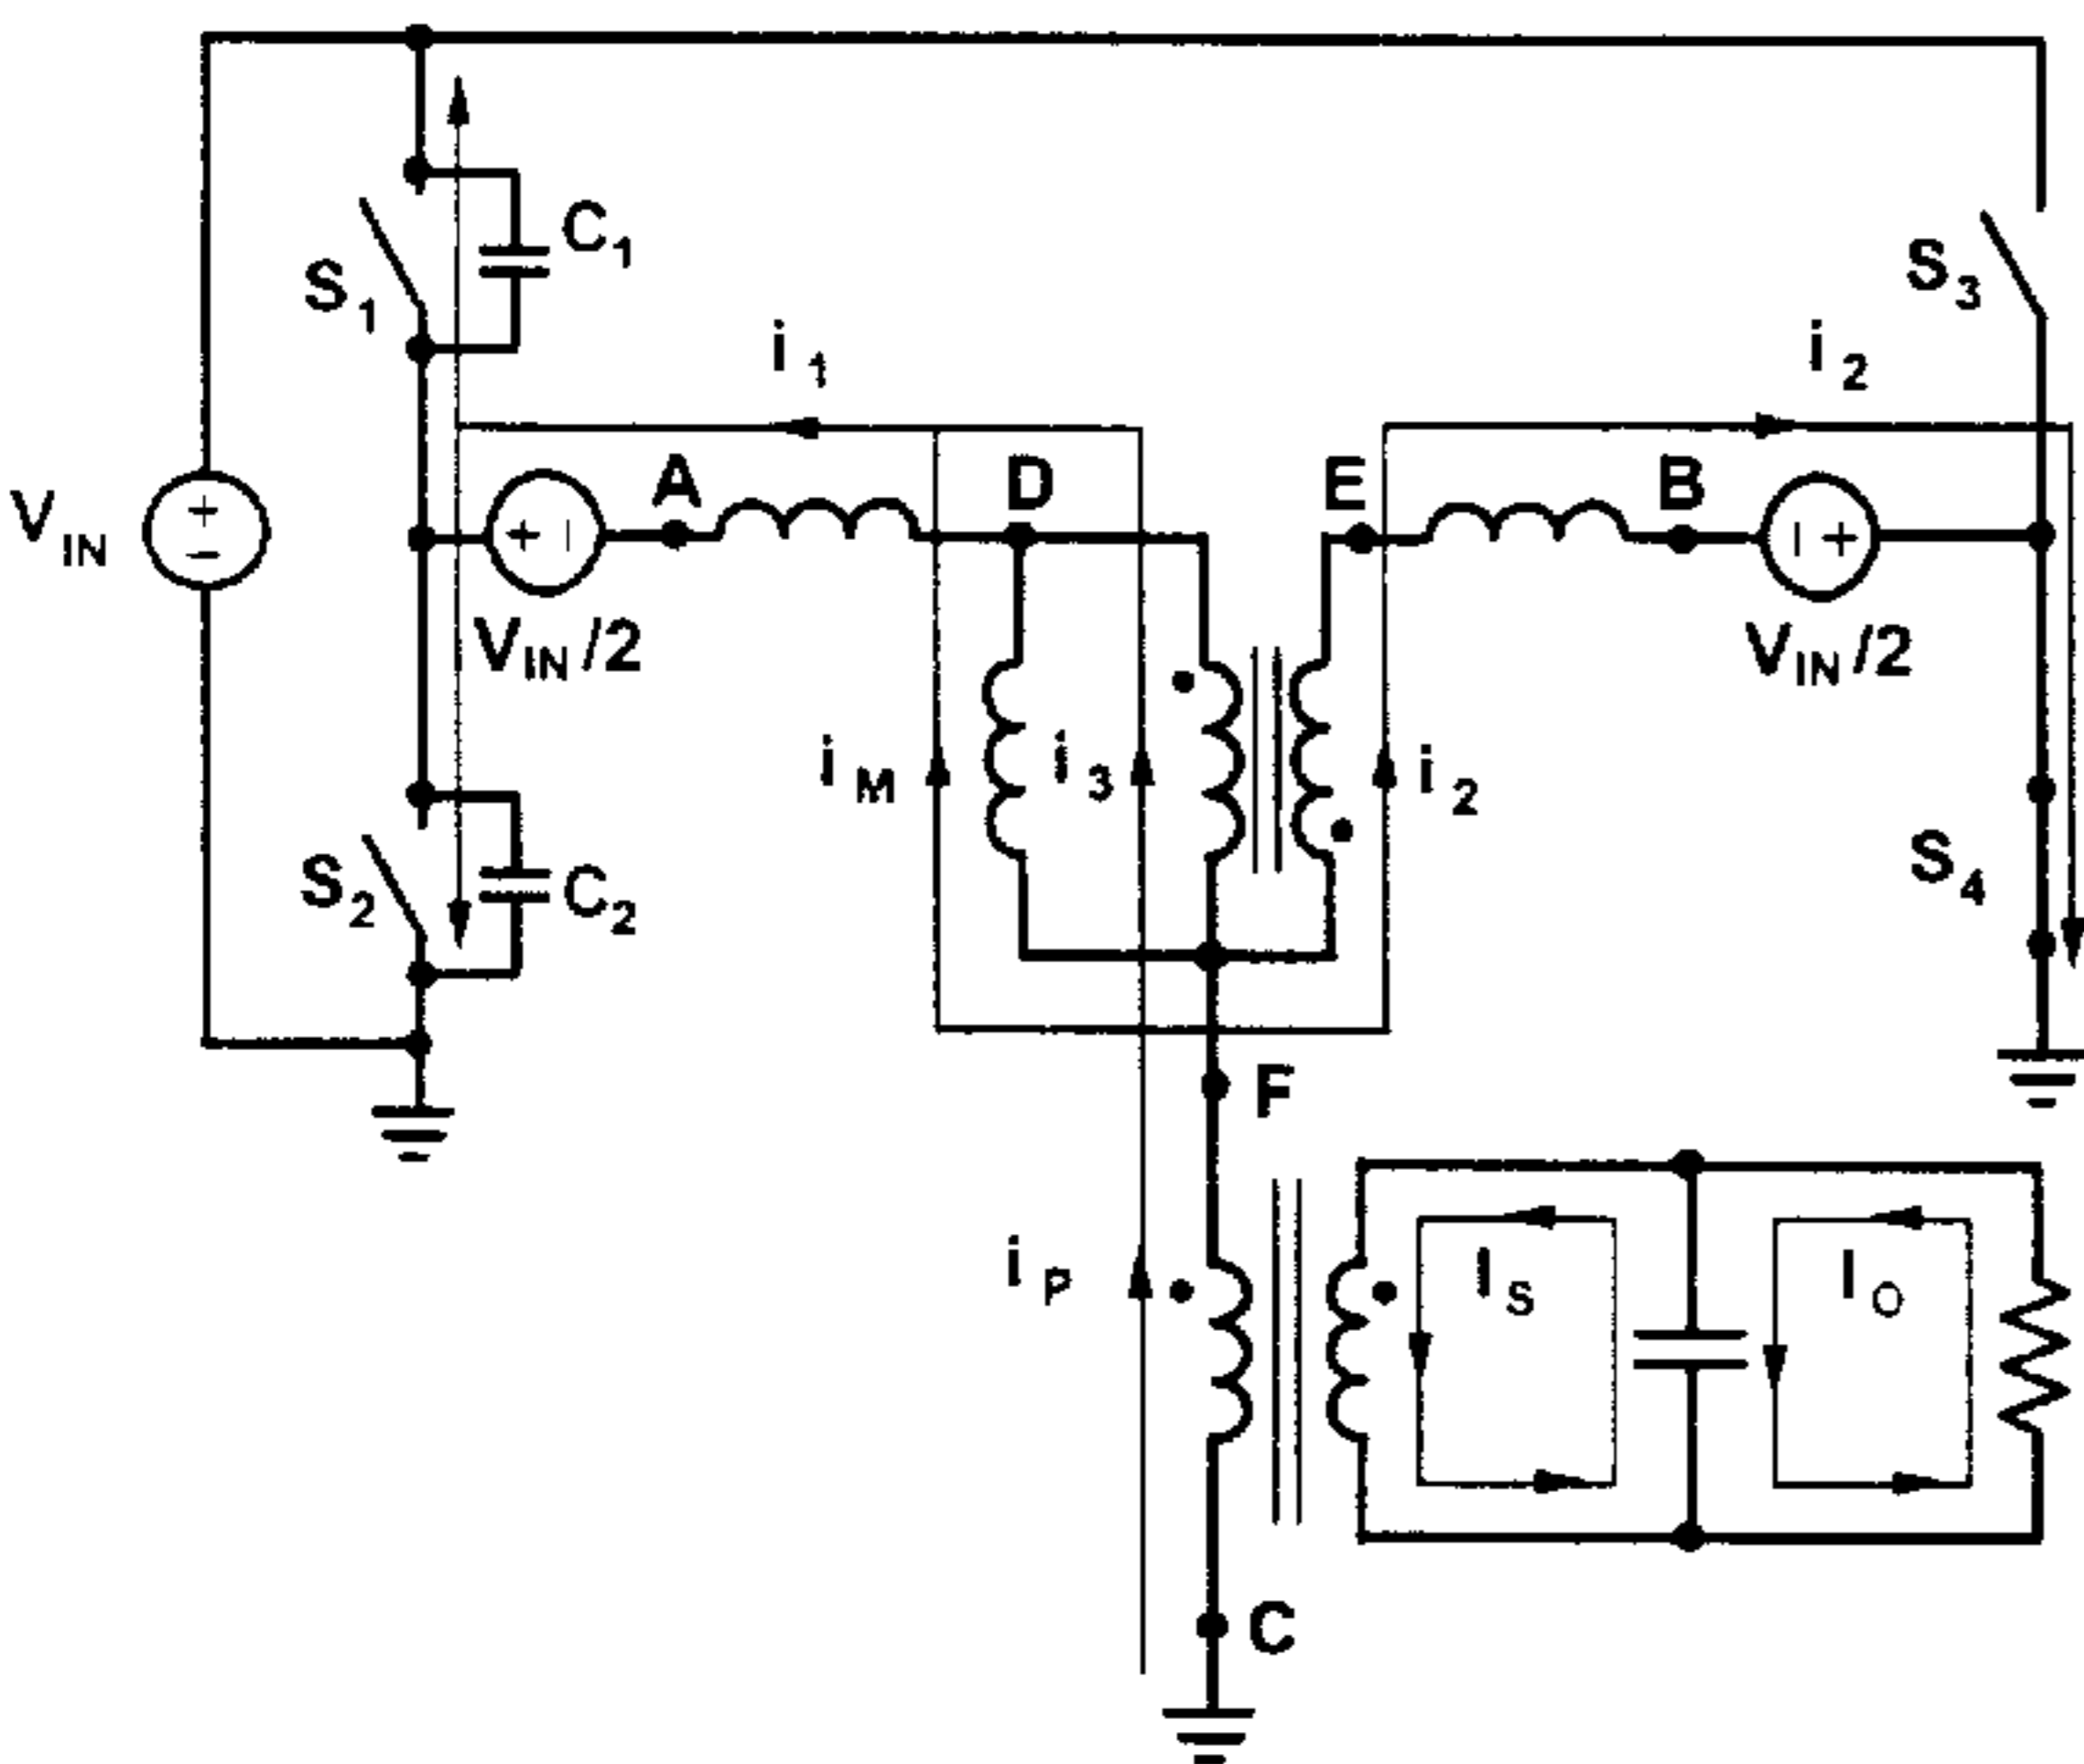 C1
S1
S3
i1
i2
VIN
+
−
A
D
E
B
+ −
− +
VIN/2
VIN/2
iM
i3
i2
S2
C2
S4
F
iP
IS
IO
C